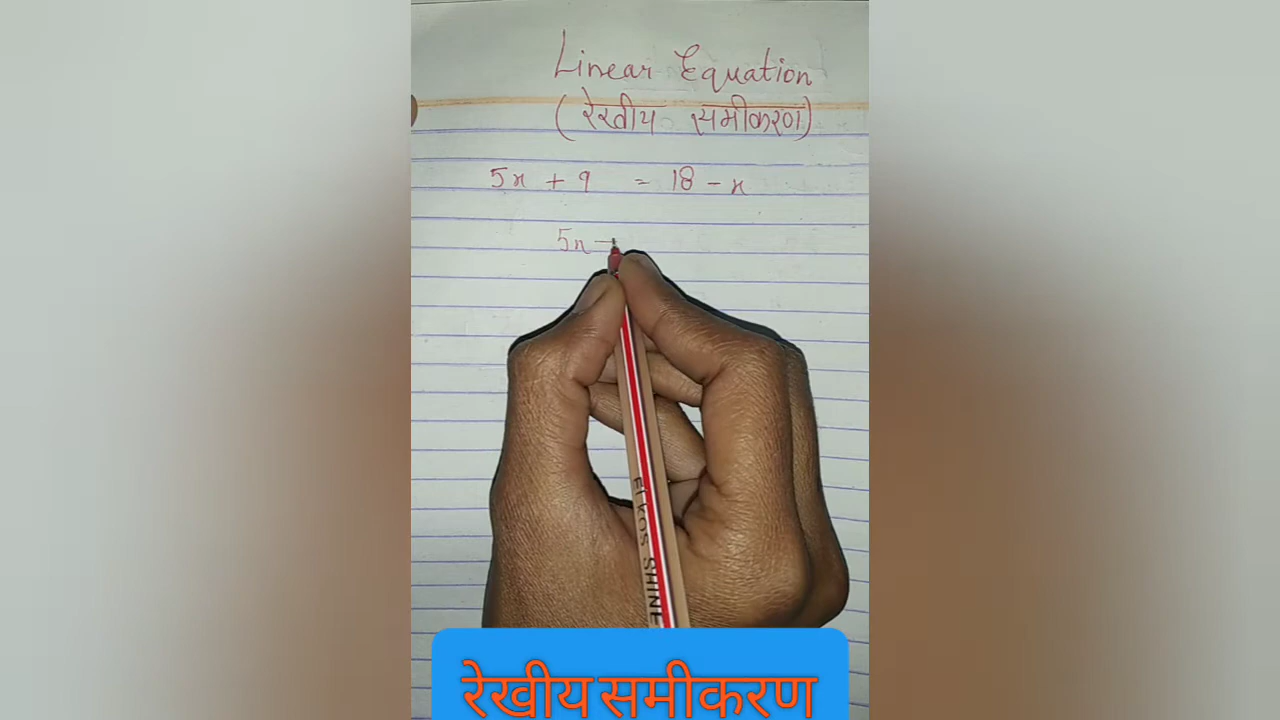 Linear Equation
(रेखीय समीकरण)
5x + 9 = 18 - x
5x +
ELKOS SHINE
रेखीय समीकरण